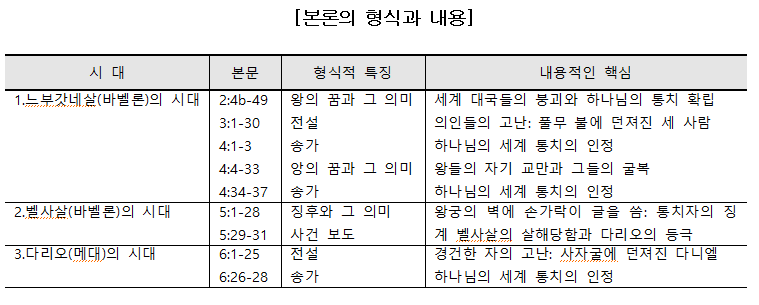 [본론의 형식과 내용]
시 대 본문 형식적 특징 내용적인 핵심
1.느부갓네살(바벨론)의 시대 2:4b-49 왕의 꿈과 그 의미 세계 대국들의 붕괴와 하나님의 통치 확립
3:1-30 전설 의인들의 고난: 풀무 불에 던져진 세 사람
4:1-3 송가 하나님의 세계 통치의 인정
4:4-33 양의 꿈과 그 의미 왕들의 자기 교만과 그들의 굴복
4:34-37 송가 하나님의 세계 통치의 인정
2.벨사살(바벨론)의 시대 5:1-28 징후와 그 의미 왕궁의 벽에 손가락이 글을 씀: 통치자의 징
5:29-31 사건 보도 계 벨사살의 살해당함과 다리오의 등극
3.다리오(메대)의 시대 6:1-25 전설 경건한 자의 고난: 사자굴에 던져진 다니엘
6:26-28 송가 하나님의 세계 통치의 인정